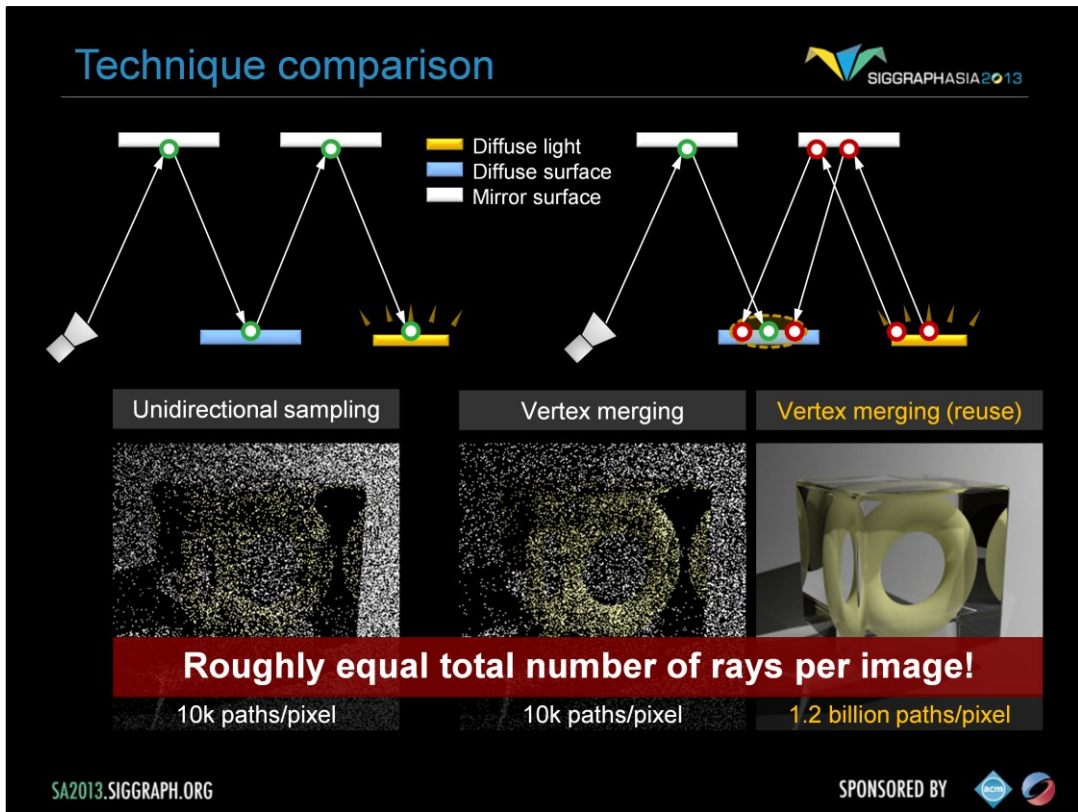 Technique comparison
SIGGRAPHASIA2013
Diffuse light
Diffuse surface
Mirror surface
Unidirectional sampling
Vertex merging
Vertex merging (reuse)
Roughly equal total number of rays per image!
10k paths/pixel
10k paths/pixel
1.2 billion paths/pixel
SA2013.SIGGRAPH.ORG
SPONSORED BY
acm